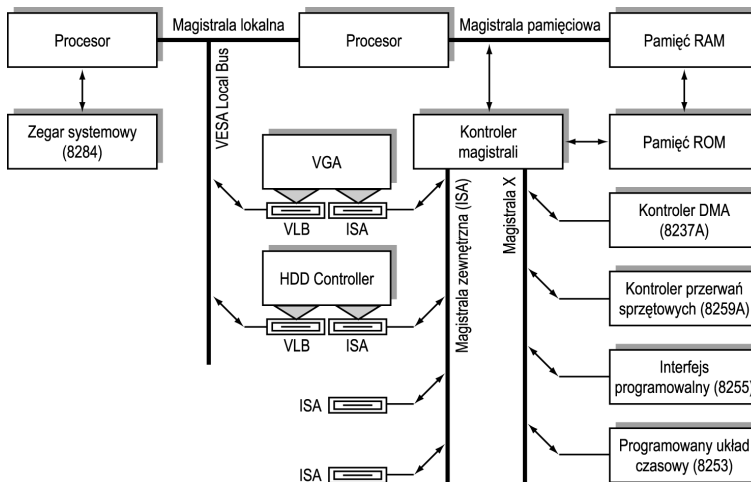 Procesor
Magistrala lokalna
Procesor
Magistrala pamięciowa
Pamięć RAM
Zegar systemowy
(8284)
VESA Local Bus
Kontroler
magistrali
Pamięć ROM
VGA
VLB
ISA
Magistrala zewnętrzna (ISA)
Magistrala X
Kontroler DMA
(8237A)
HDD Controller
VLB
ISA
Kontroler przerwań
sprzętowych (8259A)
ISA
Interfejs
programowalny (8255)
ISA
Programowany układ
czasowy (8253)